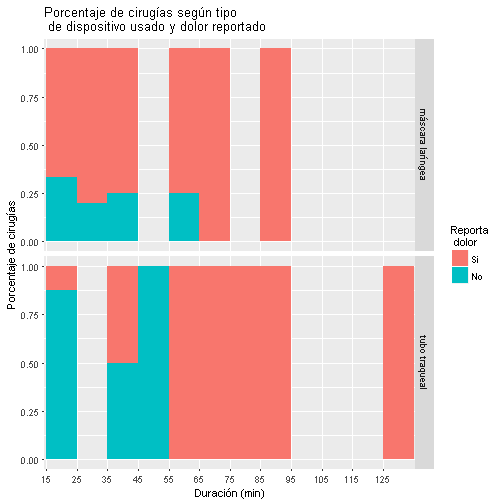 Porcentaje de cirugías según tipo
de dispositivo usado y dolor reportado
Porcentaje de cirugías
1.00
0.75
0.50
0.25
0.00
máscara laríngea
1.00
0.75
0.50
0.25
0.00
tubo traqueal
15 25 35 45 55 65 75 85 95 105 115 125
Duración (min)
Reporta
dolor
Si
No